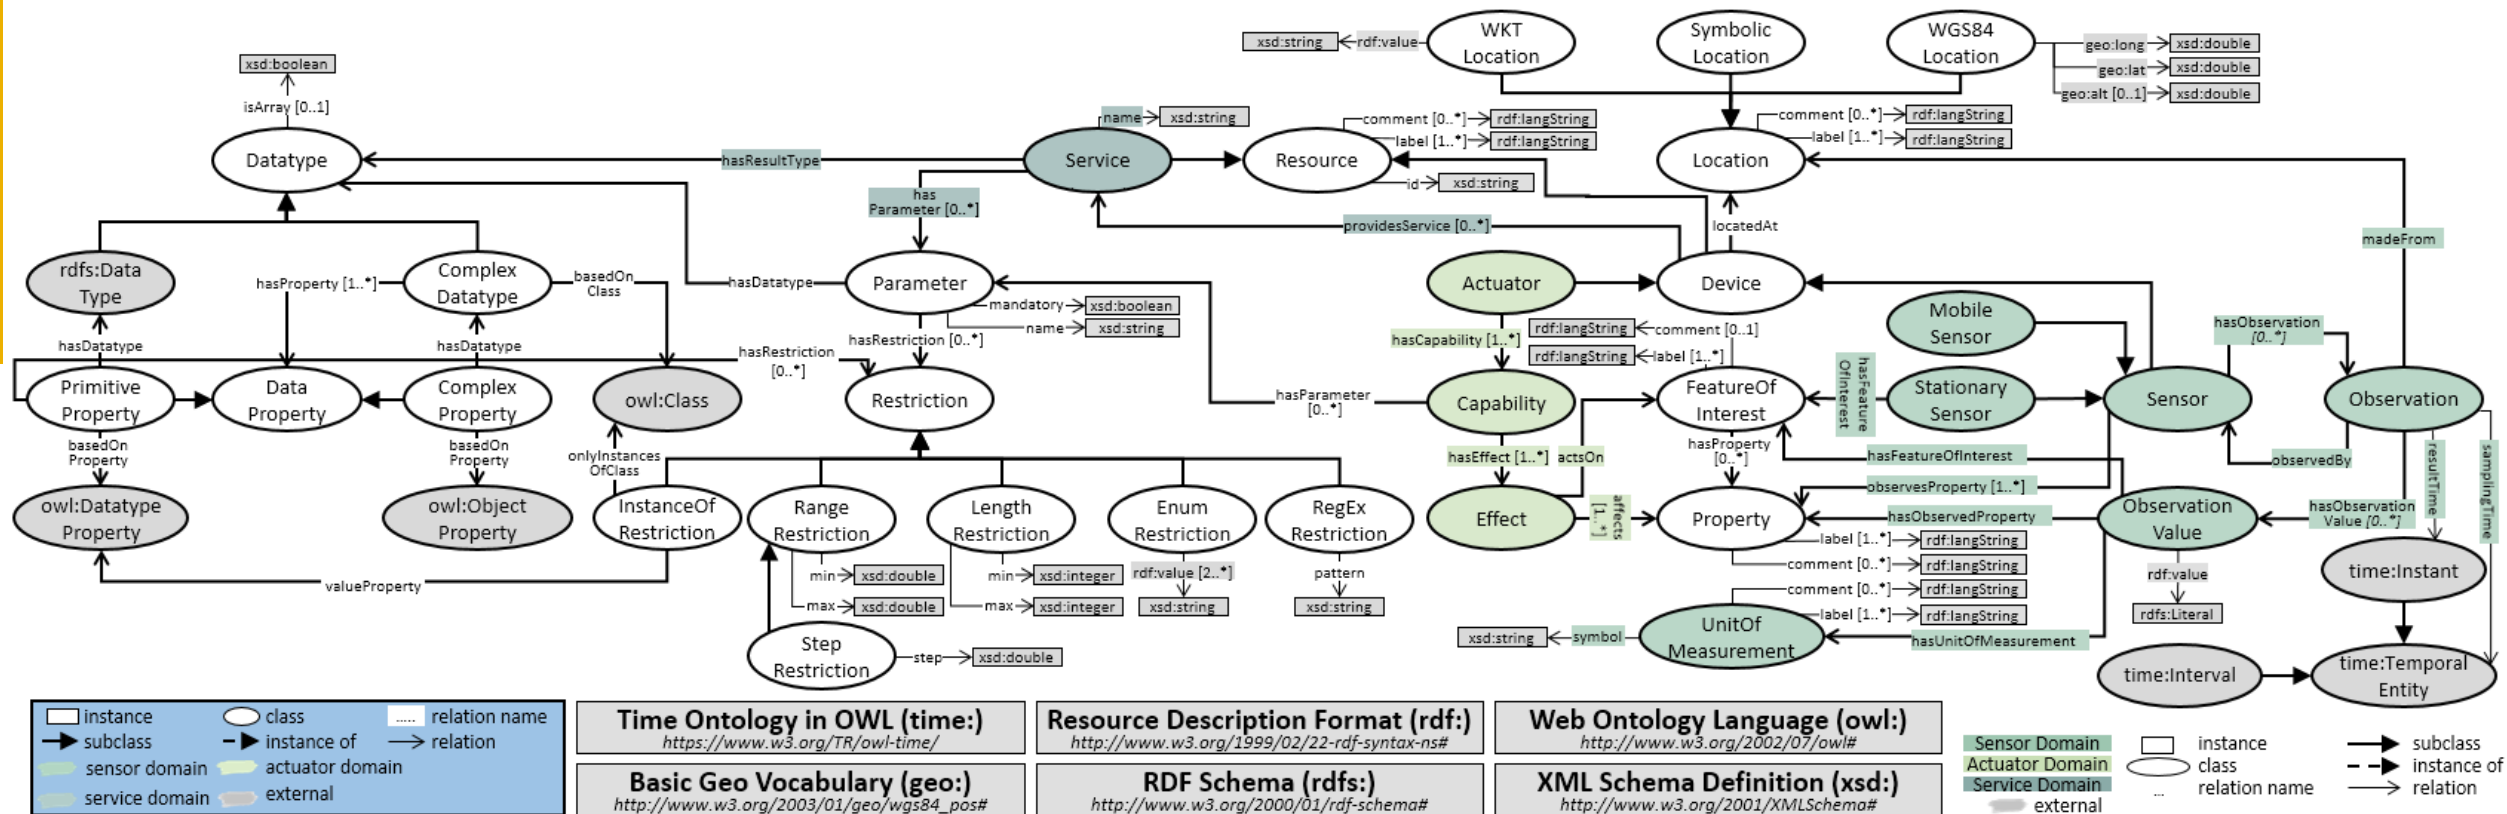 WKT
Location
Symbolic
Location
WGS84
Location
xsd:string
rdf:value
geo:long
xsd:double
geo:lat
xsd:double
geo:alt [0..1]
xsd:double
xsd:boolean
isArray [0..1]
name
xsd:string
comment [0..*]
rdf:langString
label [1..*]
rdf:langString
comment [0..*]
rdf:langString
label [1..*]
rdf:langString
Datatype
hasResultType
Service
Resource
Location
id
xsd:string
has
Parameter [0..*]
providesService [0..*]
locatedAt
madeFrom
rdfs:Data
Type
hasProperty [1..*]
Complex
Datatype
basedOn
Class
hasDatatype
Parameter
Actuator
Device
mandatory
xsd:boolean
name
xsd:string
Mobile
Sensor
hasObservation
[0..*]
hasDatatype
hasDatatype
hasRestriction
[0..*]
hasRestriction [0..*]
hasCapability [1..*]
rdf:langString
comment [0..1]
rdf:langString
label [1..*]
Primitive
Property
Data
Property
Complex
Property
owl:Class
Restriction
hasParameter
[0..*]
Capability
FeatureOf
Interest
hasFeature
OfInterest
Stationary
Sensor
Sensor
Observation
basedOn
Property
basedOn
Property
onlyInstances
OfClass
hasEffect [1..*]
actsOn
hasProperty
[0..*]
hasFeatureOfInterest
observedBy
resultTime
samplingTime
observesProperty [1..*]
owl:Datatype
Property
owl:Object
Property
InstanceOf
Restriction
Range
Restriction
Length
Restriction
Enum
Restriction
RegEx
Restriction
Effect
affects
[1..*]
Property
hasObservedProperty
Observation
Value
hasObservation
Value [0..*]
label [1..*]
rdf:langString
comment [0..*]
rdf:langString
valueProperty
min
xsd:double
max
xsd:double
min
xsd:integer
max
xsd:integer
rdf:value [2..*]
xsd:string
pattern
xsd:string
comment [0..*]
rdf:langString
label [1..*]
rdf:langString
rdf:value
rdfs:Literal
time:Instant
Step
Restriction
step
xsd:double
xsd:string
symbol
UnitOf
Measurement
hasUnitOfMeasurement
time:Interval
time:Temporal
Entity
instance
class
.....
relation name
subclass
instance of
relation
sensor domain
actuator domain
service domain
external
Time Ontology in OWL (time:)
https://www.w3.org/TR/owl-time/
Resource Description Format (rdf:)
http://www.w3.org/1999/02/22-rdf-syntax-ns#
Web Ontology Language (owl:)
http://www.w3.org/2002/07/owl#
Basic Geo Vocabulary (geo:)
http://www.w3.org/2003/01/geo/wgs84_pos#
RDF Schema (rdfs:)
http://www.w3.org/2000/01/rdf-schema#
XML Schema Definition (xsd:)
http://www.w3.org/2001/XMLSchema#
Sensor Domain
instance
subclass
Actuator Domain
class
instance of
Service Domain
...
relation name
relation
external